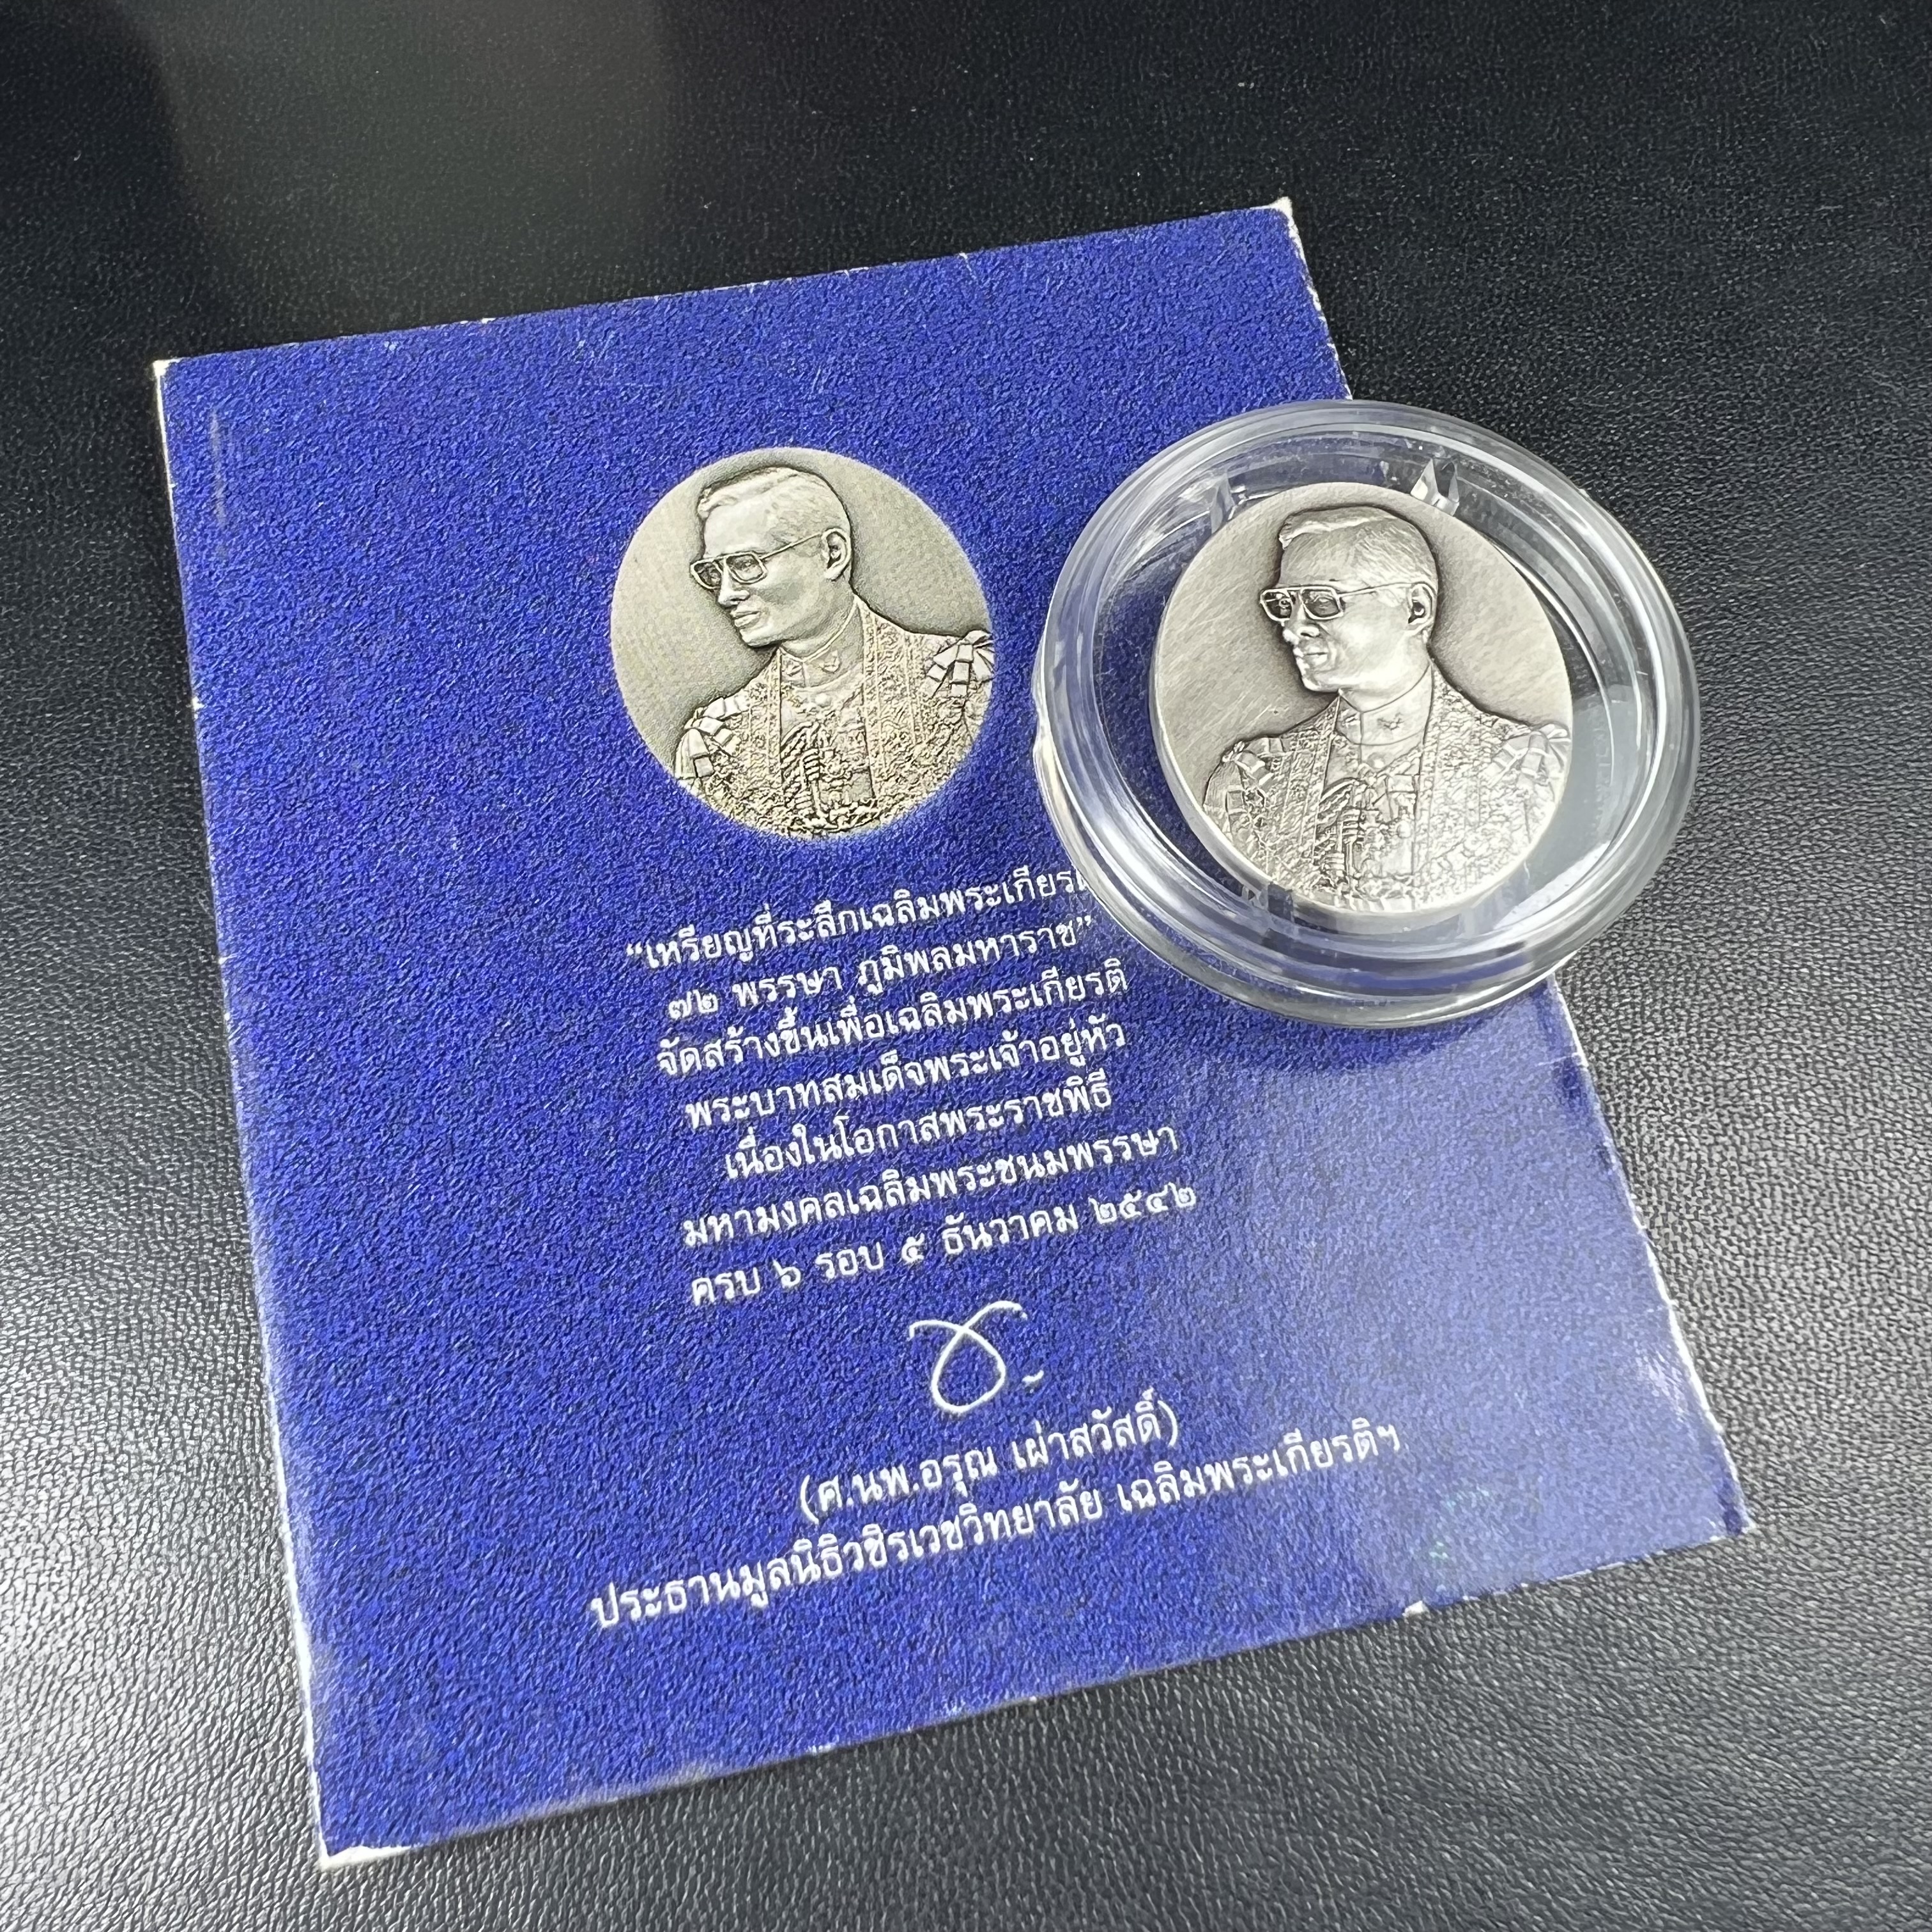 “เหรียญที่ระลึกเฉลิมพระเกียร
๗๒ พรรษา ภูมิพลมหาราช”
จัดสร้างขึ้นเพื่อเฉลิมพระเกียรติ
พระบาทสมเด็จพระเจ้าอยู่หัว
เนื่องในโอกาสพระราชพิธี
มหามงคลเฉลิมพระชนมพรรษา
ครบ ๖ รอบ ๕ ธันวาคม ๒๕๔๒
(ศ.นพ.อรุณ เผ่าสวัสดิ์)
ประธานมูลนิธิวชิรเวชวิทยาลัย เฉลิมพระเกียรติฯ